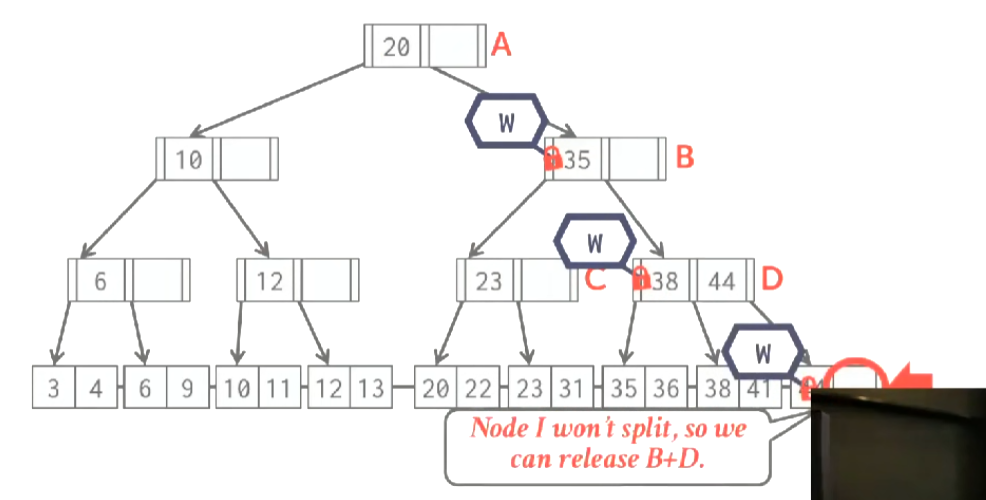 20 A
W
10 35 B
W
6 12 23 C 38 44 D
W
3 4 6 9 10 11 12 13 20 22 23 31 35 36 38 41
Node I won't split, so we
can release B+D.